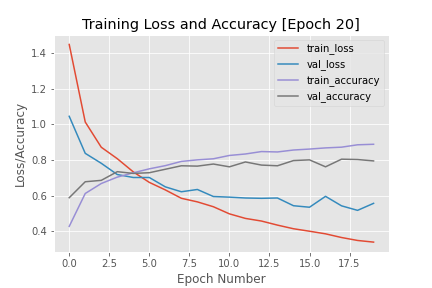 Training Loss and Accuracy [Epoch 20]
train_loss
val_loss
train_accuracy
val_accuracy
1.4
1.2
1.0
0.8
0.6
0.4
Loss/Accuracy
0.0 2.5 5.0 7.5 10.0 12.5 15.0 17.5
Epoch Number